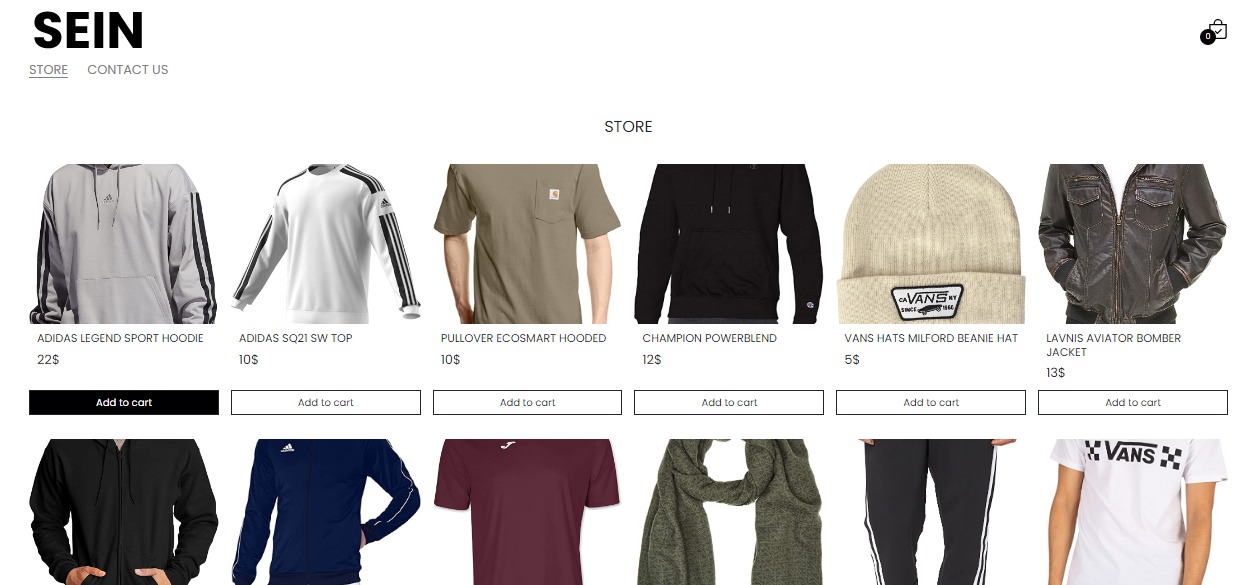 SEIN
0
STORE CONTACT US
STORE
CA VANS NY
SINCE 1966
ADIDAS LEGEND SPORT HOODIE
22$
Add to cart
ADIDAS SQ21 SW TOP
10$
Add to cart
PULLOVER ECOSMART HOODED
10$
Add to cart
CHAMPION POWERBLEND
12$
Add to cart
VANS HATS MILFORD BEANIE HAT
5$
Add to cart
LAVNIS AVIATOR BOMBER
JACKET
13$
Add to cart
VANS